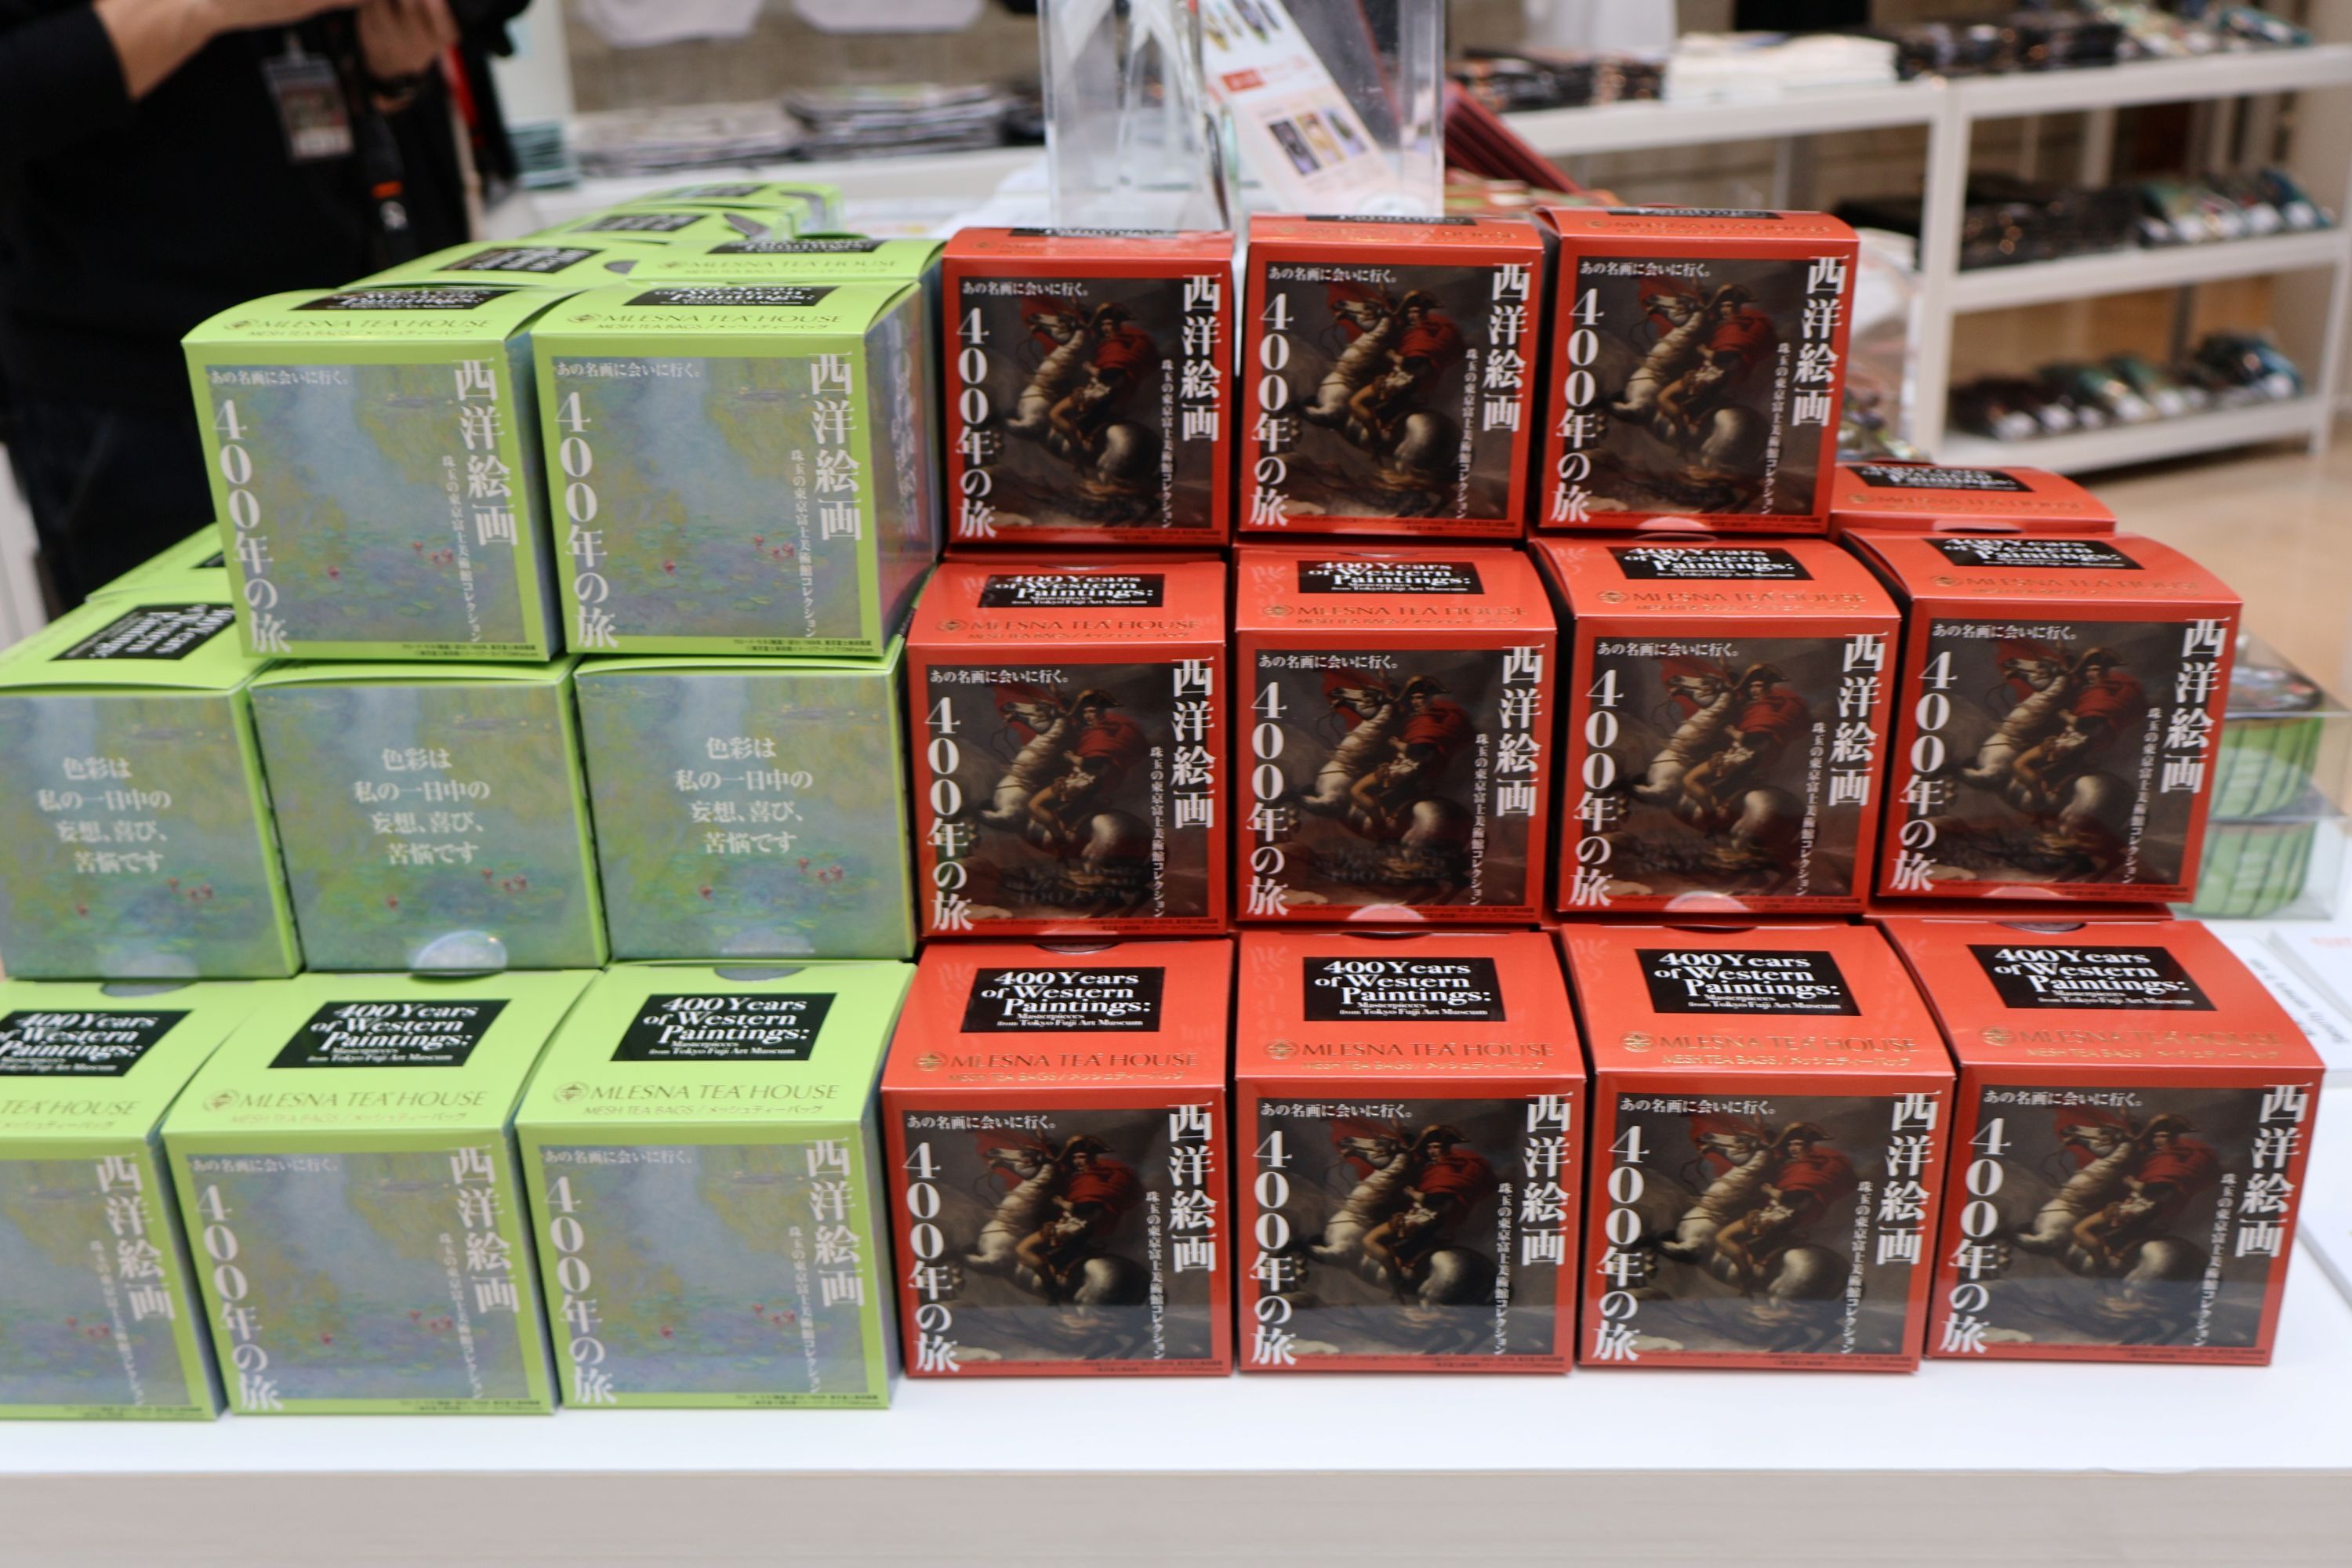 400 Years
of Western
Paintings:
Masterpieces
from Tokyo Fuji Art Museum
MLESNA TEA HOUSE
MESH TEA BAGS / メッシュティーバッグ
あの名画に会いに行く。
西洋絵画
400年の旅
珠玉の東京富士美術館コレクション
色彩は
私の一日中の
妄想、喜び、
苦悩です